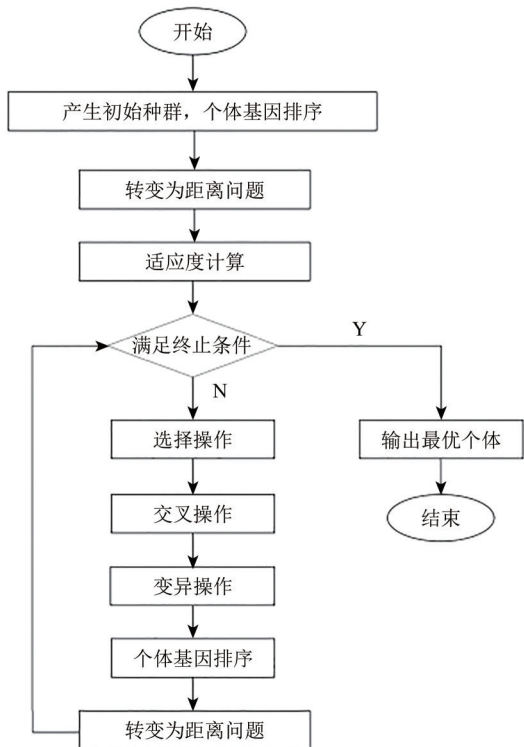 开始
产生初始种群，个体基因排序
转变为距离问题
适应度计算
满足终止条件
Y
N
选择操作
输出最优个体
交叉操作
结束
变异操作
个体基因排序
转变为距离问题